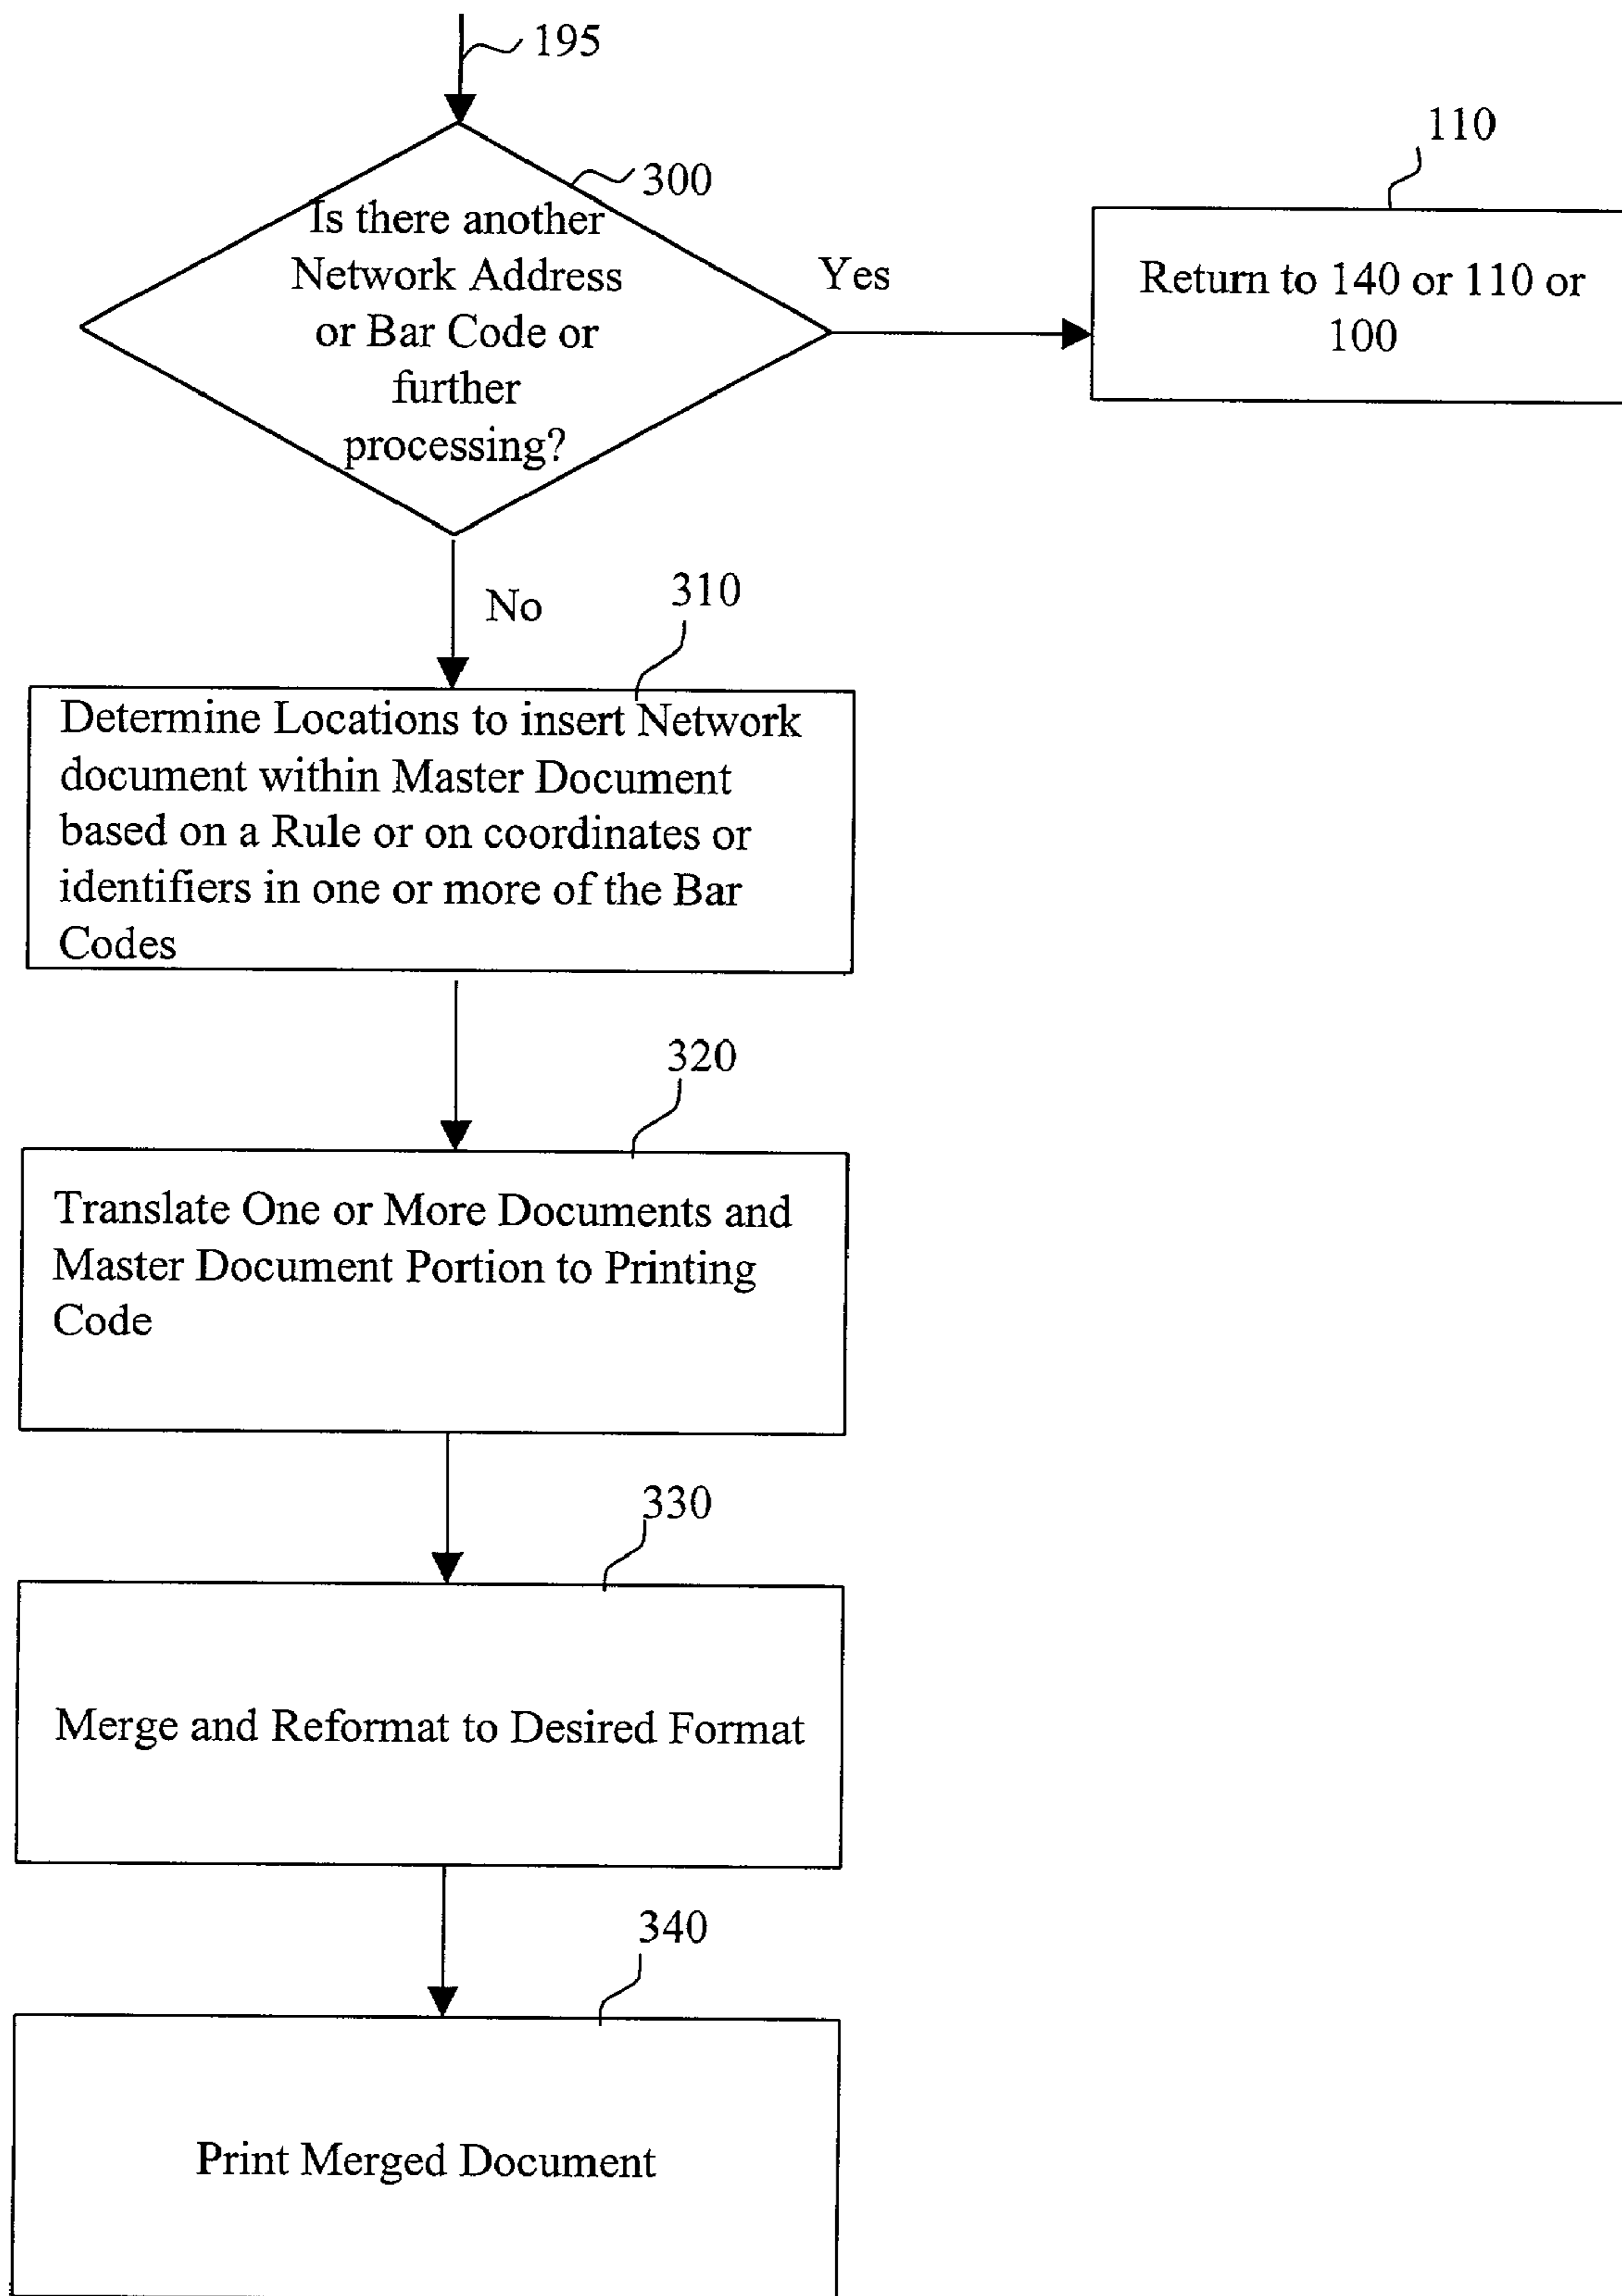 195
110
300
Is there another
Network Address
or Bar Code or
further
processing?
Yes
Return to 140 or 110 or
100
No
310
Determine Locations to insert Network
document within Master Document
based on a Rule or on coordinates or
identifiers in one or more of the Bar
Codes
320
Translate One or More Documents and
Master Document Portion to Printing
Code
330
Merge and Reformat to Desired Format
340
Print Merged Document